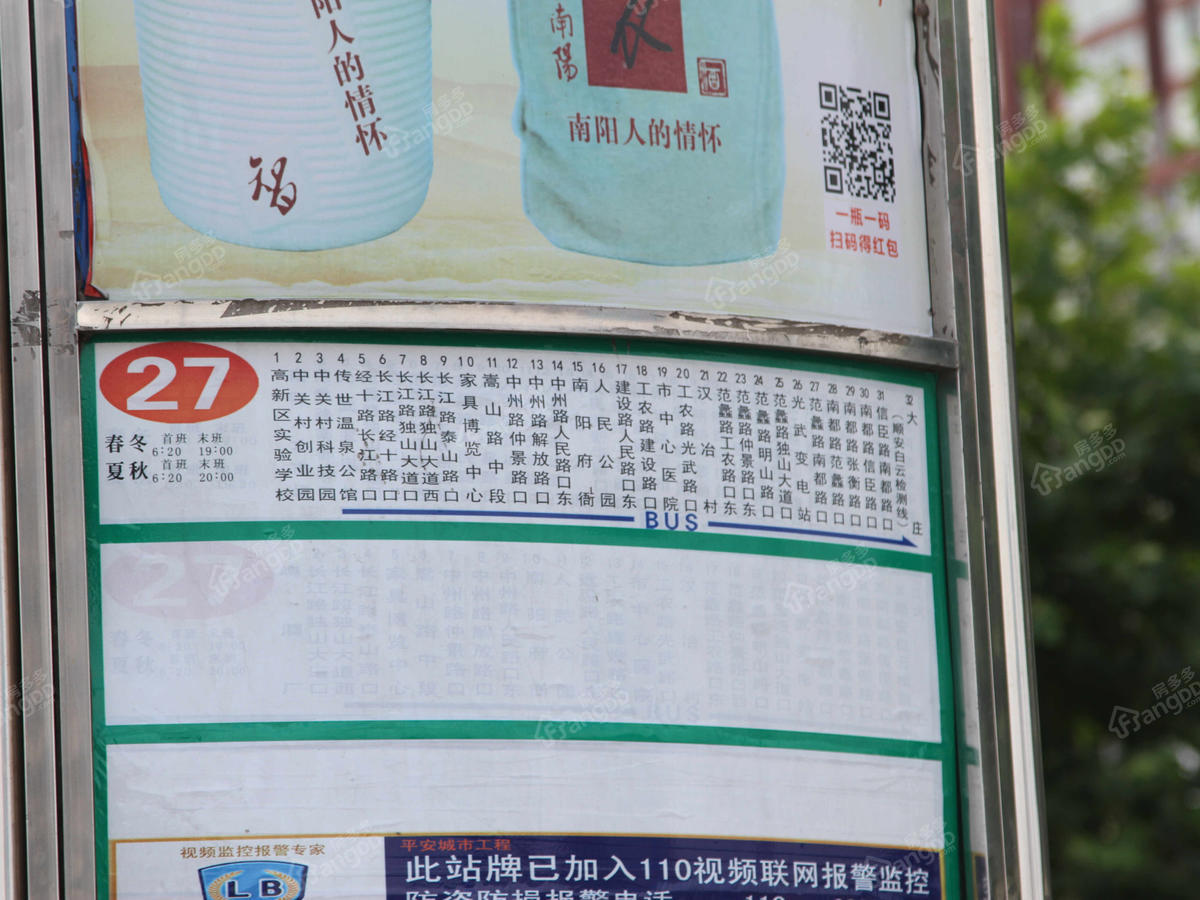 阳人的情怀
南陽
酒
南阳人的情怀
一瓶一码
扫码得红包
27
春冬 首班 末班
6:20 19:00
夏秋 首班 末班
6:20 20:00
1 高新区实验学校
2 中关村创业园
3 中关村科技园
4 传世温泉公馆
5 经十路长江路口
6 长江路经十路口
7 长江路独山大道口
8 长江路独山大道西
9 长江路泰山路口
10 家具博览中心
11 嵩山路中段
12 中州路仲景路口
13 中州路解放路口
14 中州路人民路口东
15 南阳府衙
16 人民公园
17 建设路人民路口东
18 工农路建设路口
19 市中心医院
20 工农路光武路口
21 汉冶村
22 范蠡路工农路口东
23 范蠡路仲景路口东
24 范蠡路明山路口
25 范蠡路独山大道口
26 光武变电站
27 范蠡路南都路口
28 南都路范蠡路口
29 南都路张衡路口
30 南都路信臣路口
31 信臣路南都路口
32 大(顺安白云检测线)庄
BUS
视频监控报警专家
LB
平安城市工程
此站牌已加入110视频联网报警监控
房多多
fangDD